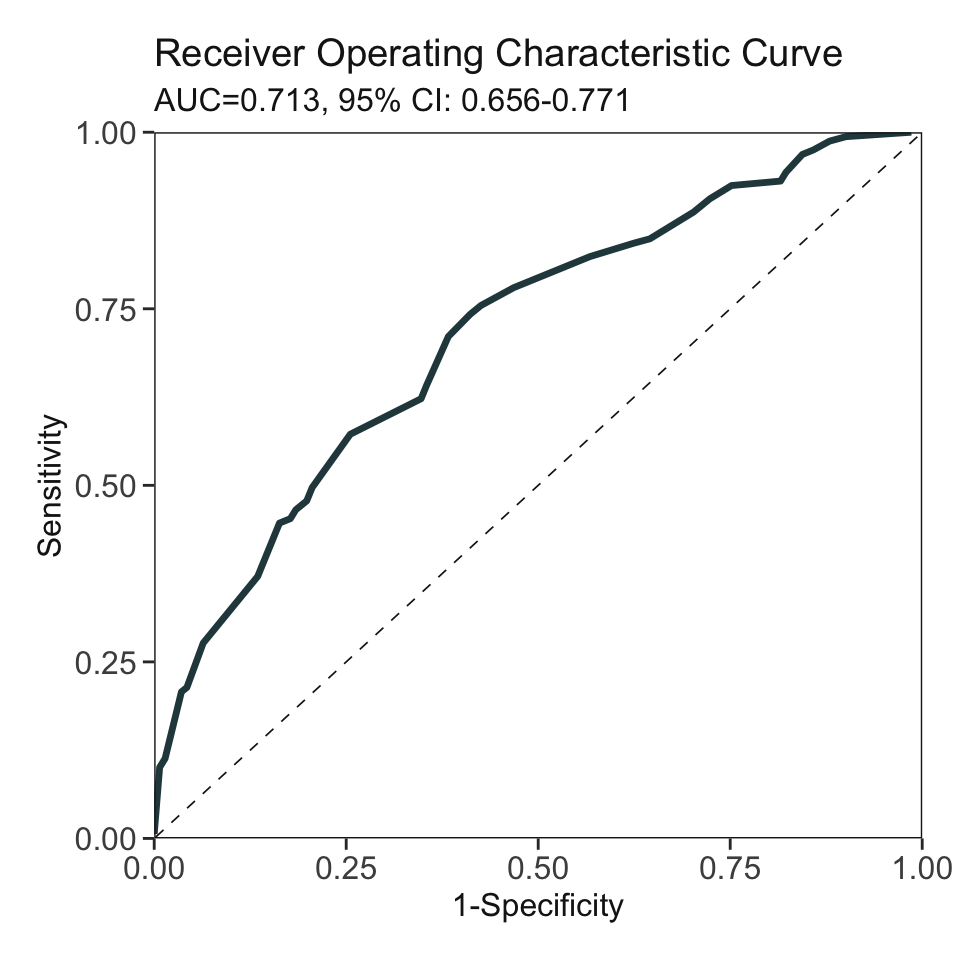 Receiver Operating Characteristic Curve
AUC=0.713, 95% CI: 0.656-0.771
1.00
0.75
0.50
0.25
0.00
Sensitivity
0.00 0.25 0.50 0.75 1.00
1-Specificity